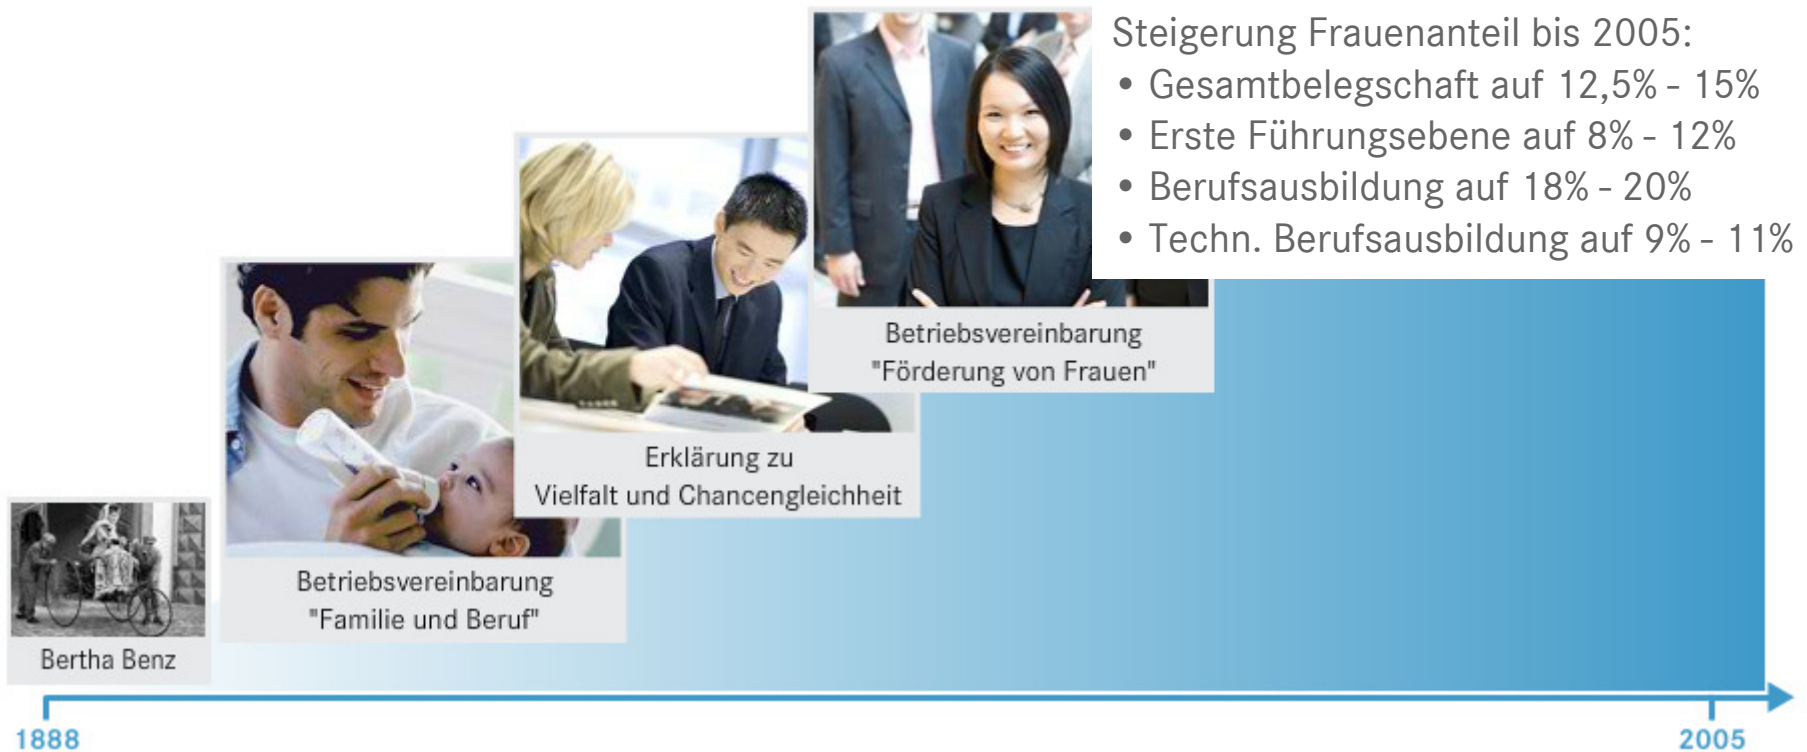 Steigerung Frauenanteil bis 2005:
• Gesamtbelegschaft auf 12,5% - 15%
• Erste Führungsebene auf 8% - 12%
• Berufsausbildung auf 18% - 20%
• Techn. Berufsausbildung auf 9% - 11%
Betriebsvereinbarung
"Förderung von Frauen"
Erklärung zu
Vielfalt und Chancengleichheit
Betriebsvereinbarung
"Familie und Beruf"
Bertha Benz
1888
2005